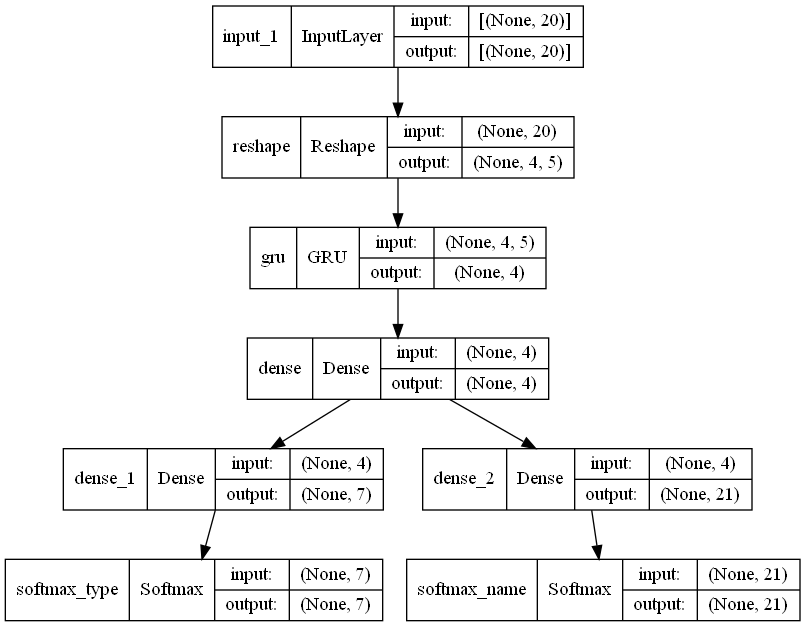 input_1 InputLayer input: [(None, 20)]
output: [(None, 20)]
reshape Reshape input: (None, 20)
output: (None, 4, 5)
gru GRU input: (None, 4, 5)
output: (None, 4)
dense Dense input: (None, 4)
output: (None, 4)
dense_1 Dense input: (None, 4)
output: (None, 7)
dense_2 Dense input: (None, 4)
output: (None, 21)
softmax_type Softmax input: (None, 7)
output: (None, 7)
softmax_name Softmax input: (None, 21)
output: (None, 21)